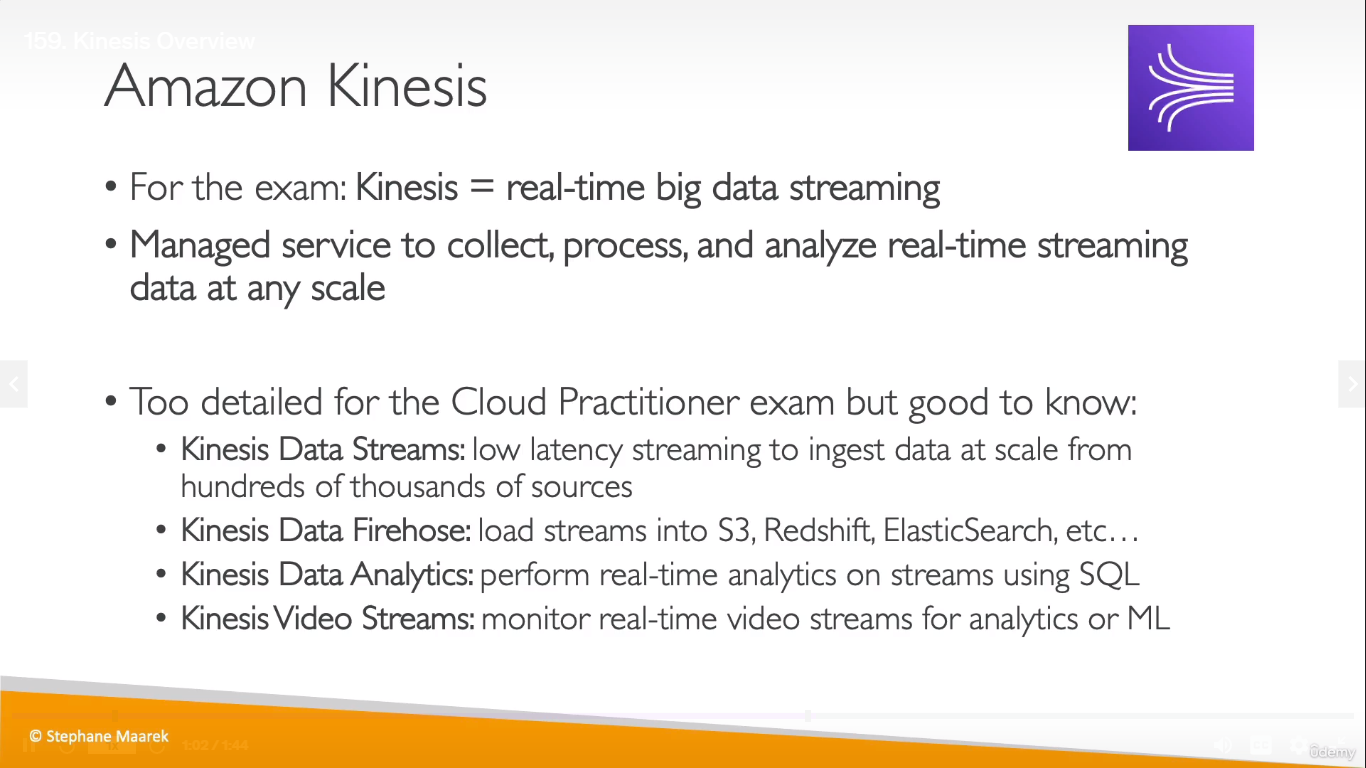 159. Kinesis Overview
Amazon Kinesis
• For the exam: Kinesis = real-time big data streaming
• Managed service to collect, process, and analyze real-time streaming
data at any scale
• Too detailed for the Cloud Practitioner exam but good to know:
• Kinesis Data Streams: low latency streaming to ingest data at scale from
hundreds of thousands of sources
• Kinesis Data Firehose: load streams into S3, Redshift, ElasticSearch, etc…
• Kinesis Data Analytics: perform real-time analytics on streams using SQL
• Kinesis Video Streams: monitor real-time video streams for analytics or ML
© Stephane Maarek
1:02 / 1:44
ûdemy